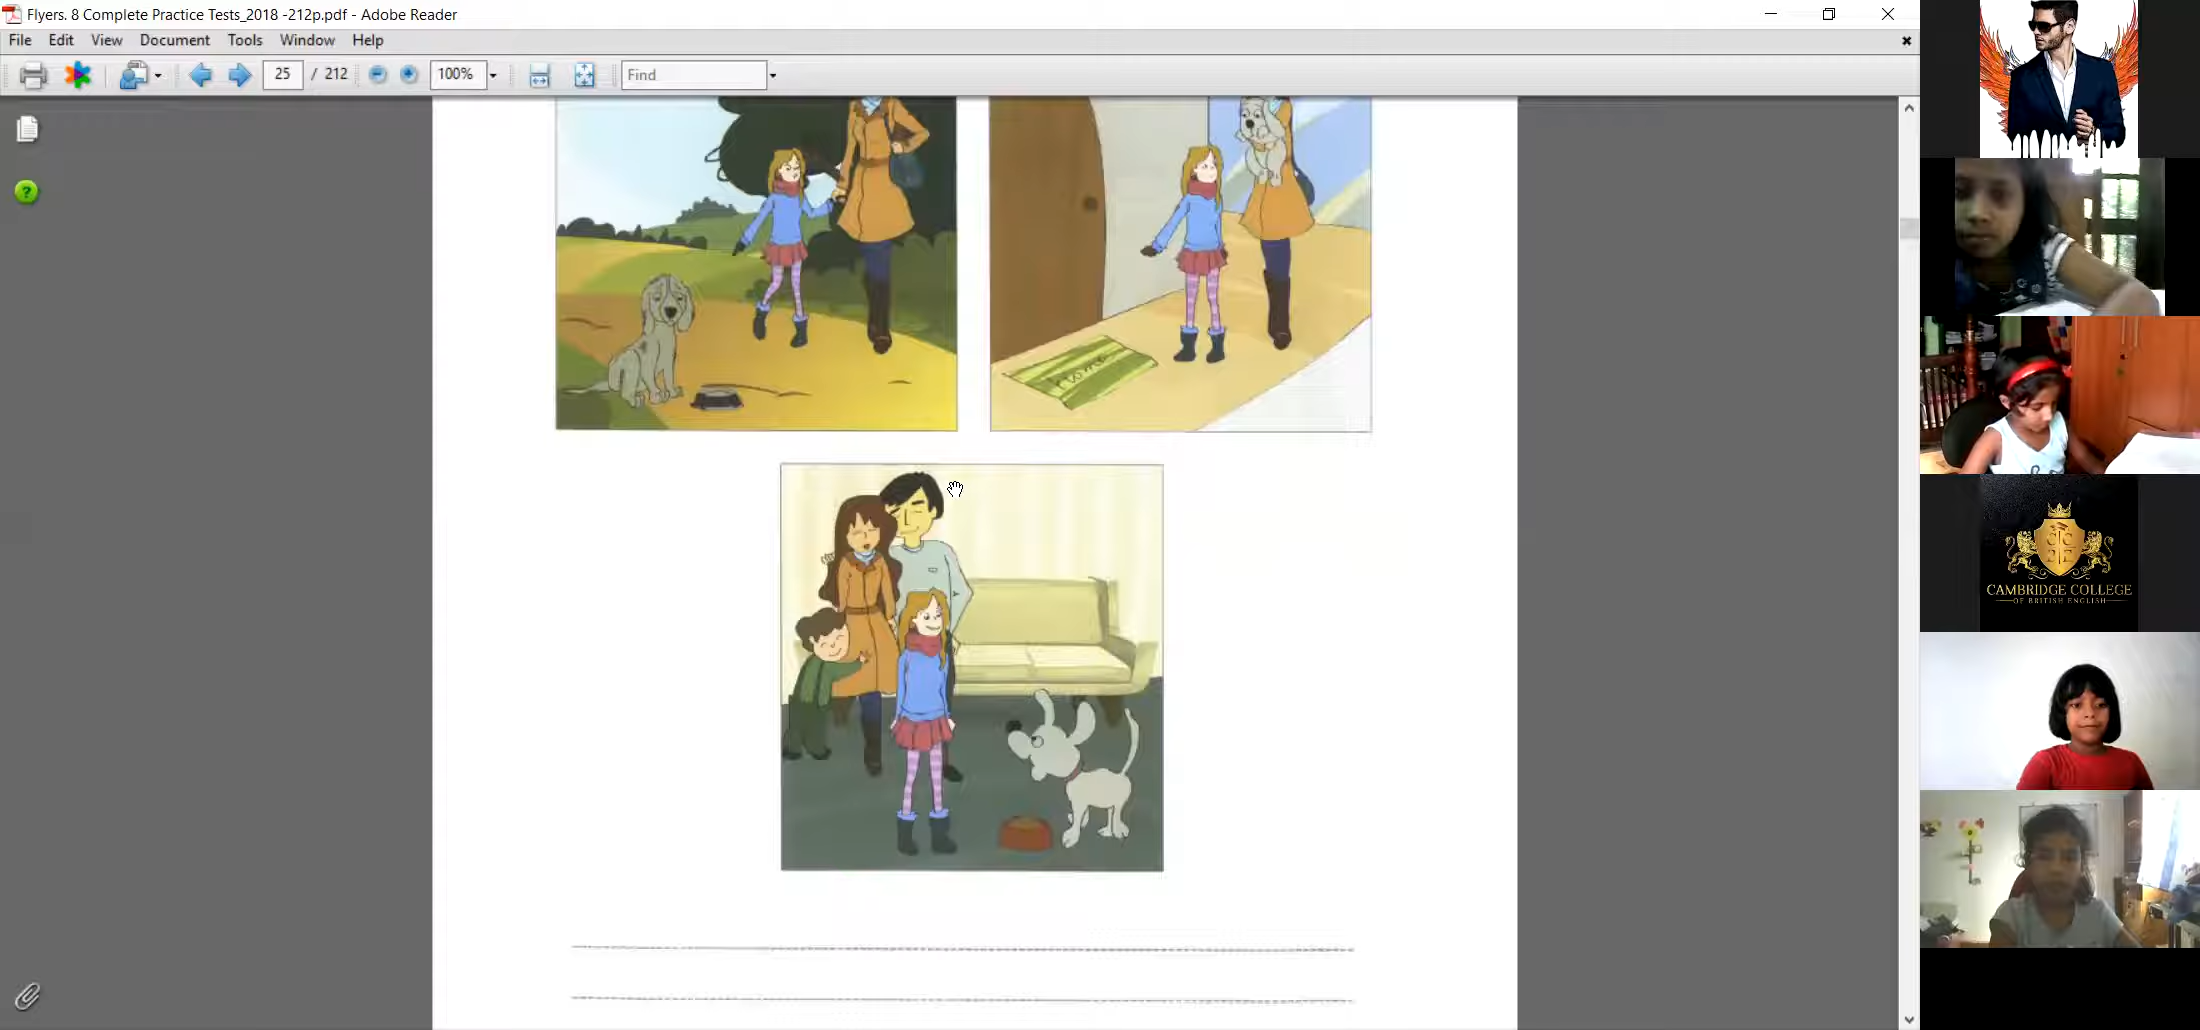 Flyers. 8 Complete Practice Tests_2018 -212p.pdf - Adobe Reader
File Edit View Document Tools Window Help
25 / 212 100% Find
home
CAMBRIDGE COLLEGE
OF BRITISH ENGLISH